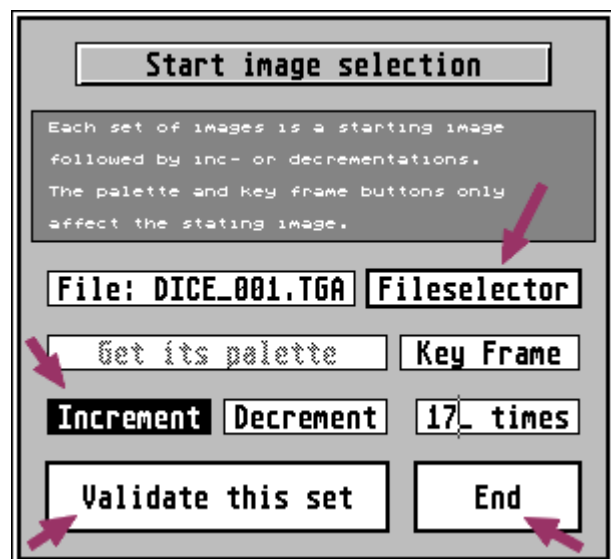 Start image selection
Each set of images is a starting image
followed by inc- or decrementations.
The palette and key frame buttons only
affect the stating image.
File: DICE_001.TGA Fileselector
Get its palette Key Frame
Increment Decrement 17_ times
Validate this set End